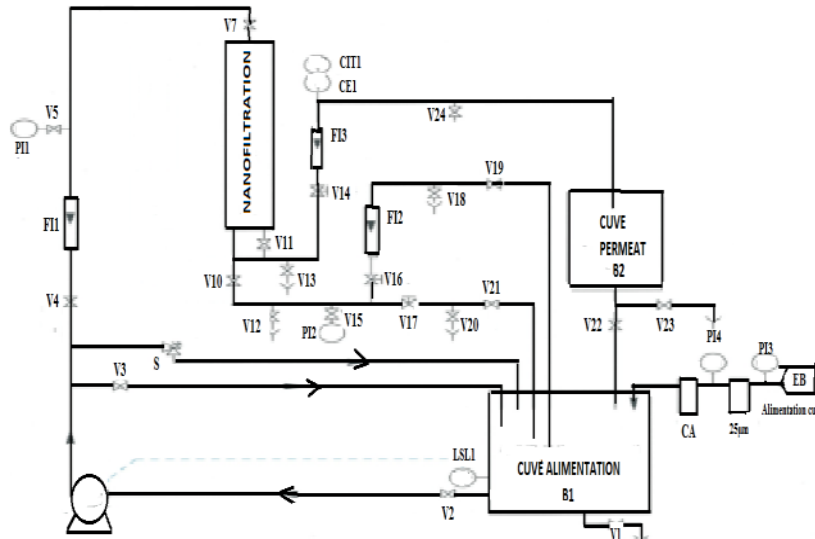 V7
CIT1
CE1
V24
V5
PI1
NANOFILTRATION
FI3
V19
V14
V18
CUVE
PERMEAT
B2
FI1
FI2
V11
V16
V13
V10
V21
V4
V15
V17
V12
PI2
V20
V22
V23
PI4
PI3
S
V3
EB
CA
25µm
Alimentation cu
LSL1
CUVE ALIMENTATION
B1
V2
V1